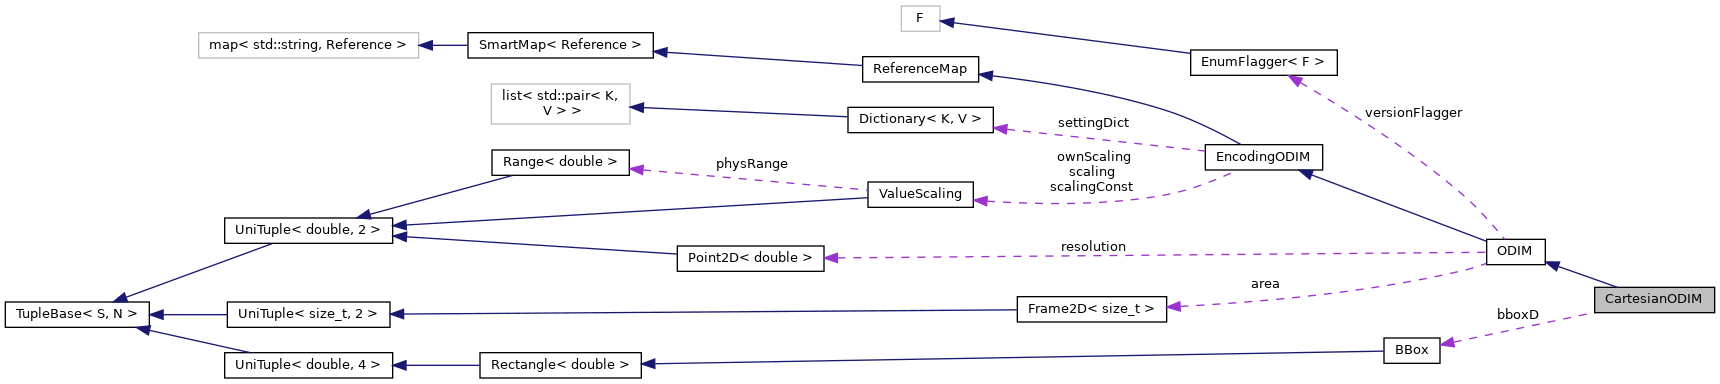 F
map< std::string, Reference >
SmartMap< Reference >
EnumFlagger< F >
ReferenceMap
list< std::pair< K,
V > >
Dictionary< K, V >
versionFlagger
settingDict
Range< double >
physRange
ownScaling
scaling
scalingConst
EncodingODIM
ValueScaling
UniTuple< double, 2 >
Point2D< double >
resolution
ODIM
area
CartesianODIM
TupleBase< S, N >
UniTuple< size_t, 2 >
Frame2D< size_t >
bboxD
UniTuple< double, 4 >
Rectangle< double >
BBox